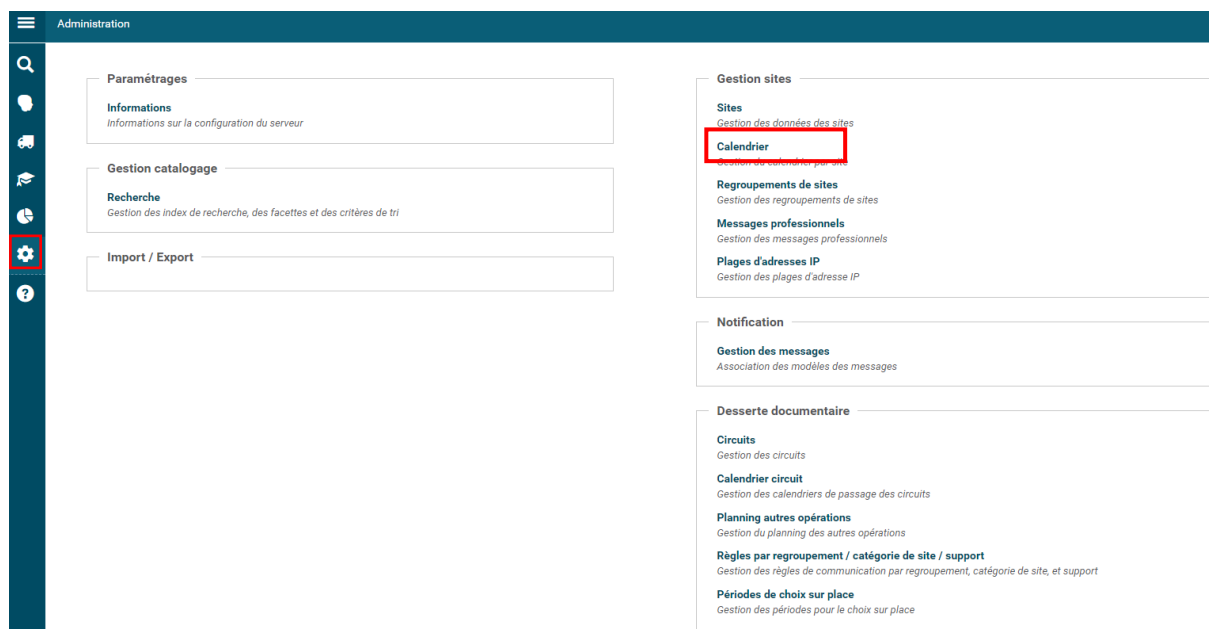 Administration
Paramétrages
Informations
Informations sur la configuration du serveur
Gestion catalogage
Recherche
Gestion des index de recherche, des facettes et des critères de tri
Import / Export
Gestion sites
Sites
Gestion des données des sites
Calendrier
Gestion du calendrier par site
Regroupements de sites
Gestion des regroupements de sites
Messages professionnels
Gestion des messages professionnels
Plages d'adresses IP
Gestion des plages d'adresse IP
Notification
Gestion des messages
Association des modèles des messages
Desserte documentaire
Circuits
Gestion des circuits
Calendrier circuit
Gestion des calendriers de passage des circuits
Planning autres opérations
Gestion du planning des autres opérations
Règles par regroupement / catégorie de site / support
Gestion des règles de communication par regroupement, catégorie de site, et support
Périodes de choix sur place
Gestion des périodes pour le choix sur place